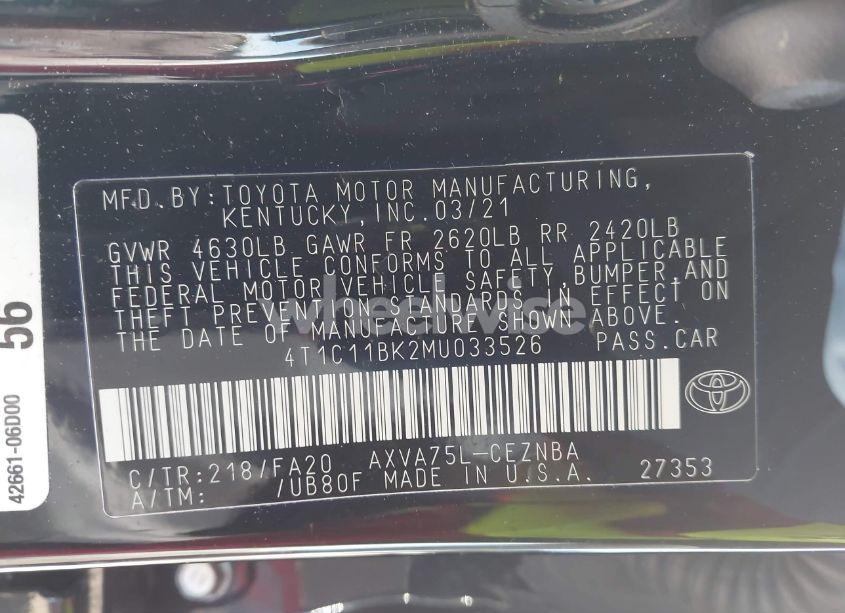 MFD. BY:TOYOTA MOTOR MANUFACTURING,
KENTUCKY,INC.03/21
GVWR 4630LB GAWR FR 2620LB RR 2420LB
THIS VEHICLE CONFORMS TO ALL APPLICABLE
FEDERAL MOTOR VEHICLE SAFETY,BUMPER,AND
THEFT PREVENTION STANDARDS IN EFFECT ON
THE DATE OF MANUFACTURE SHOWN ABOVE.
4T1C11BK2MU033526 PASS.CAR
C/TR:218/FA20 AXVA75L-CEZNBA
A/TM: /UB80F MADE IN U.S.A. 27353
42661-06D00
56
wheelwise